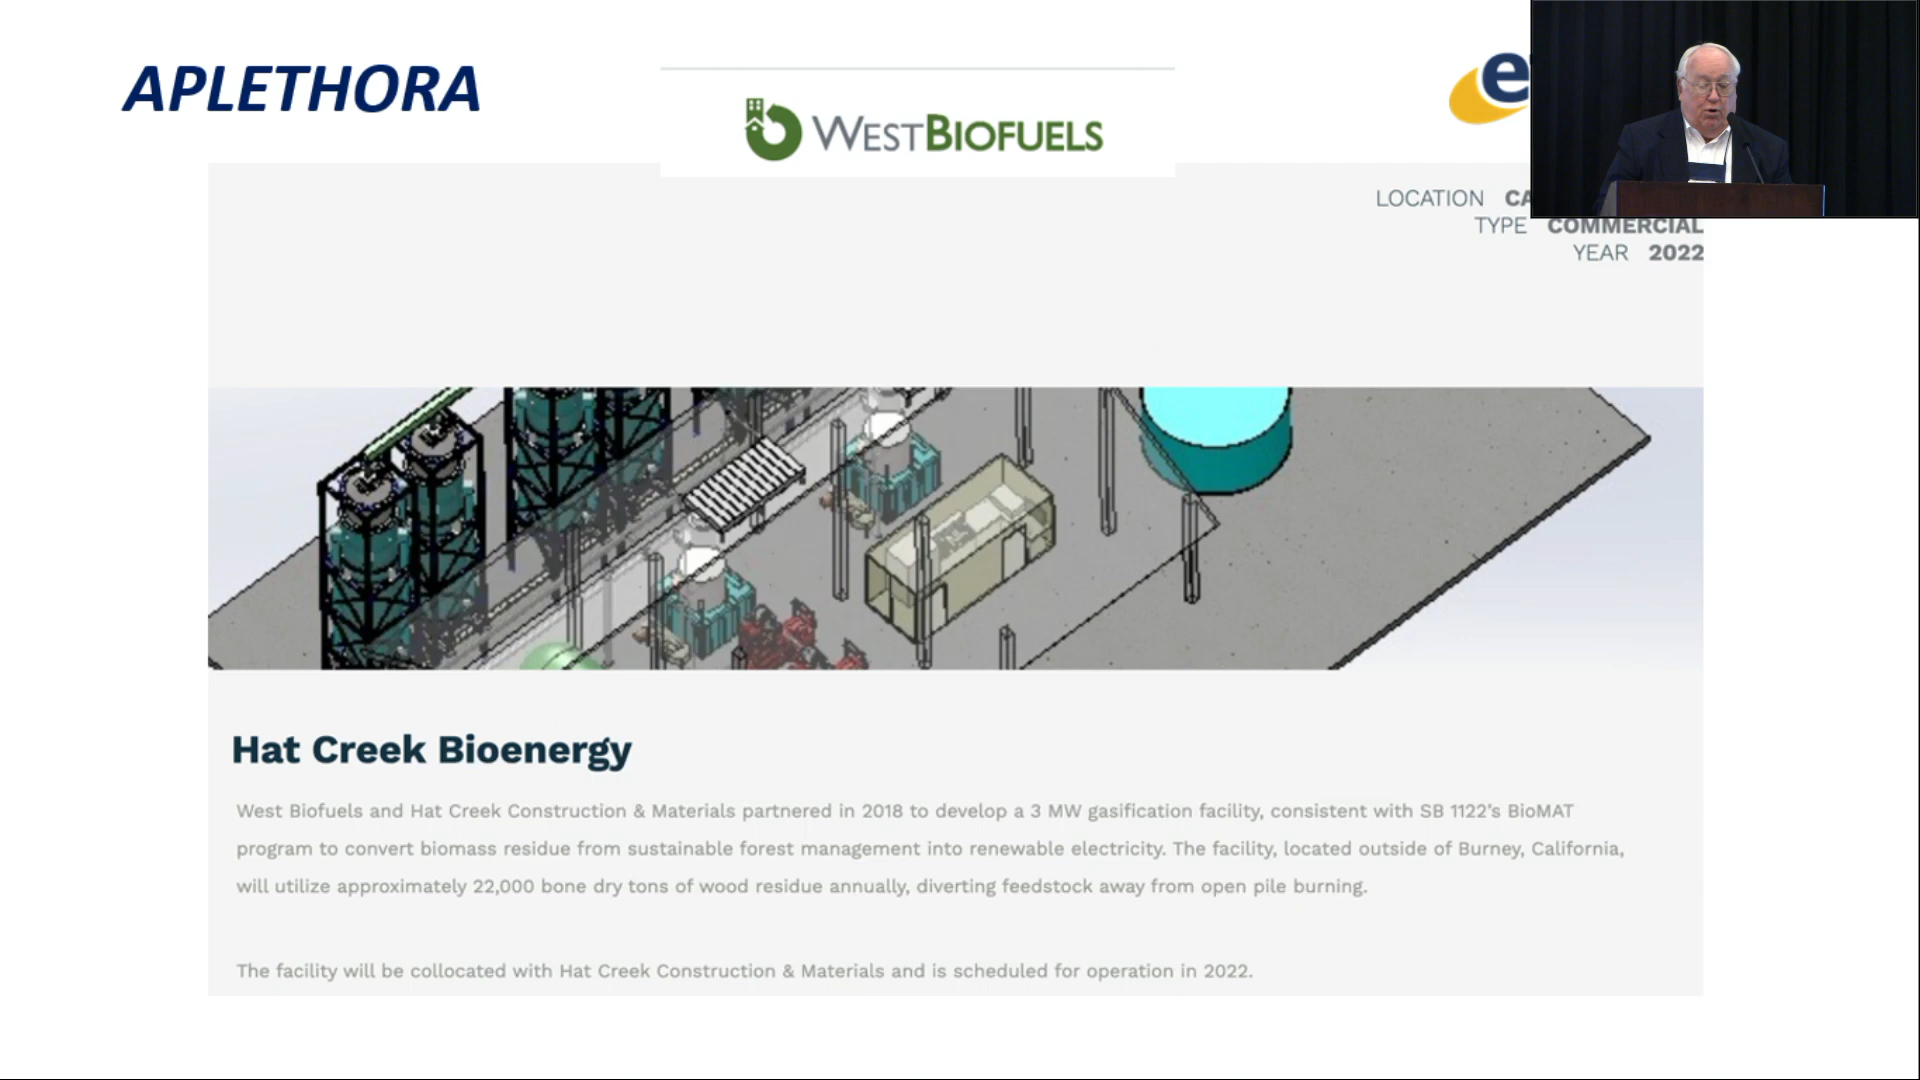 APLETHORA
WESTBIOFUELS
LOCATION
TYPE COMMERCIAL
YEAR 2022
Hat Creek Bioenergy
West Biofuels and Hat Creek Construction & Materials partnered in 2018 to develop a 3 MW gasification facility, consistent with SB 1122's BioMAT
program to convert biomass residue from sustainable forest management into renewable electricity. The facility, located outside of Burney, California,
will utilize approximately 22,000 bone dry tons of wood residue annually, diverting feedstock away from open pile burning.
The facility will be collocated with Hat Creek Construction & Materials and is scheduled for operation in 2022.